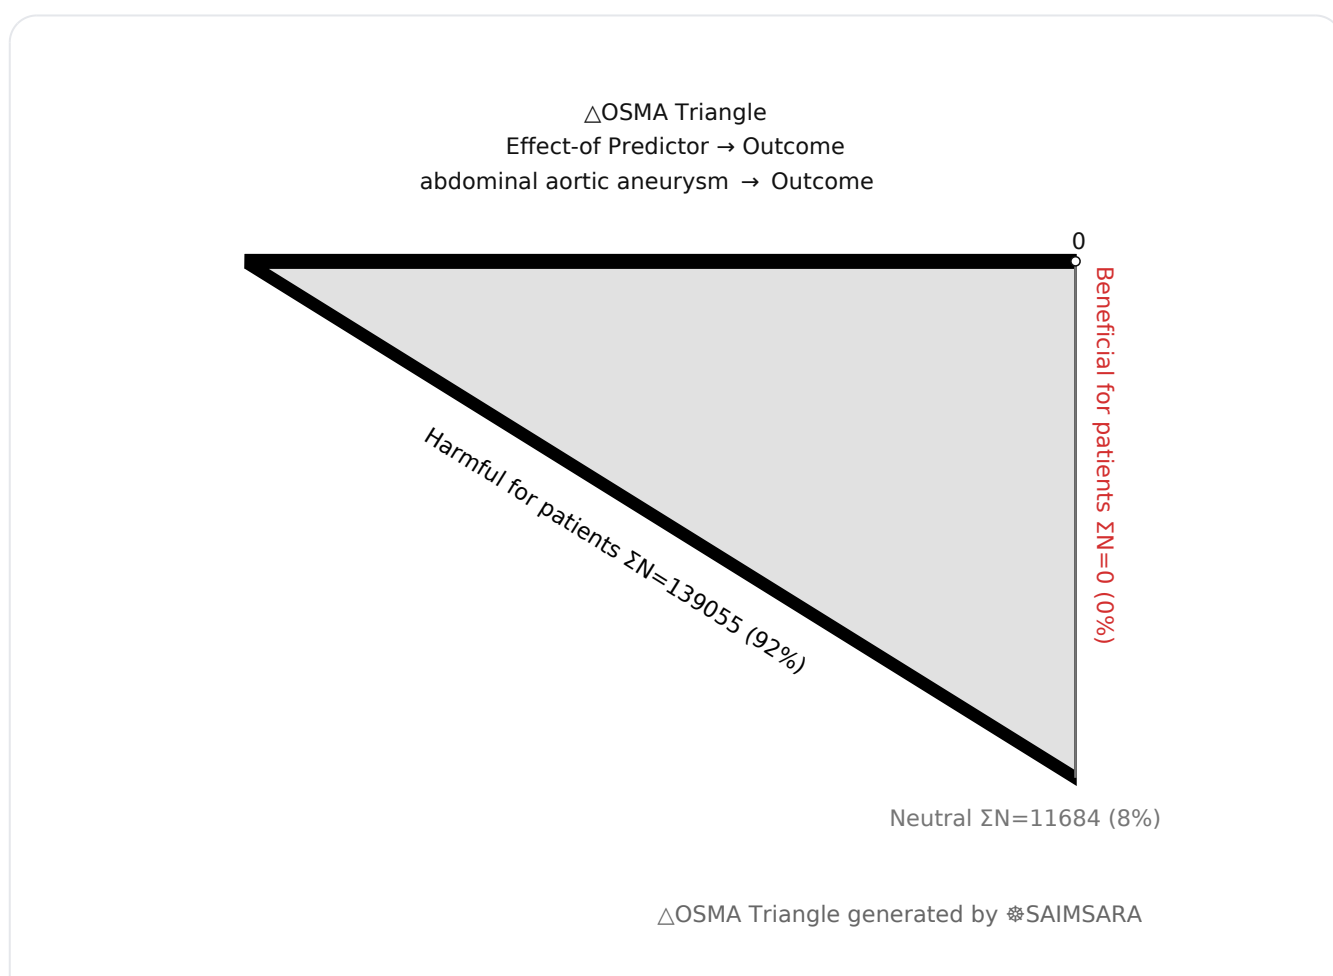 △OSMA Triangle
Effect-of Predictor → Outcome
abdominal aortic aneurysm → Outcome
0
Beneficial for patients ΣN=0 (0%)
Harmful for patients ΣN=139055 (92%)
Neutral ΣN=11684 (8%)
△OSMA Triangle generated by ☸SAIMSARA